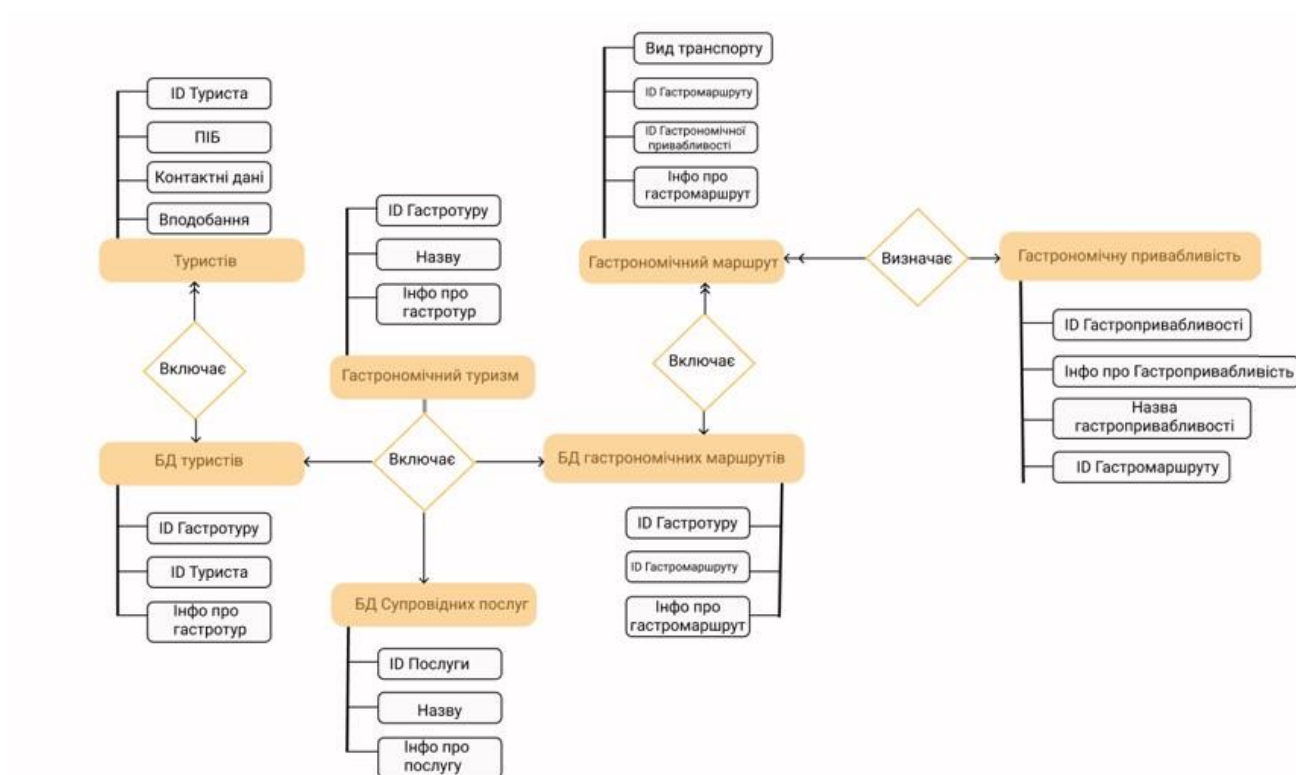 Вид транспорту
ID Гастромаршруту
ID Гастрономічної
привабливості
Інфо про
гастромаршрут
ID Туриста
ПІБ
Контактні дані
Вподобання
Туристів
ID Гастротуру
Назву
Інфо про
гастротур
Гастрономічний маршрут
Визначає
Гастрономічну привабливість
ID Гастропривабливості
Інфо про Гастропривабливість
Назва
гастропривабливості
ID Гастромаршруту
Включає
Гастрономічний туризм
Включає
БД туристів
Включає
БД гастрономічних маршрутів
ID Гастротуру
ID Туриста
Інфо про
гастротур
ID Гастротуру
ID Гастромаршруту
Інфо про
гастромаршрут
БД Супровідних послуг
ID Послуги
Назву
Інфо про
послугу